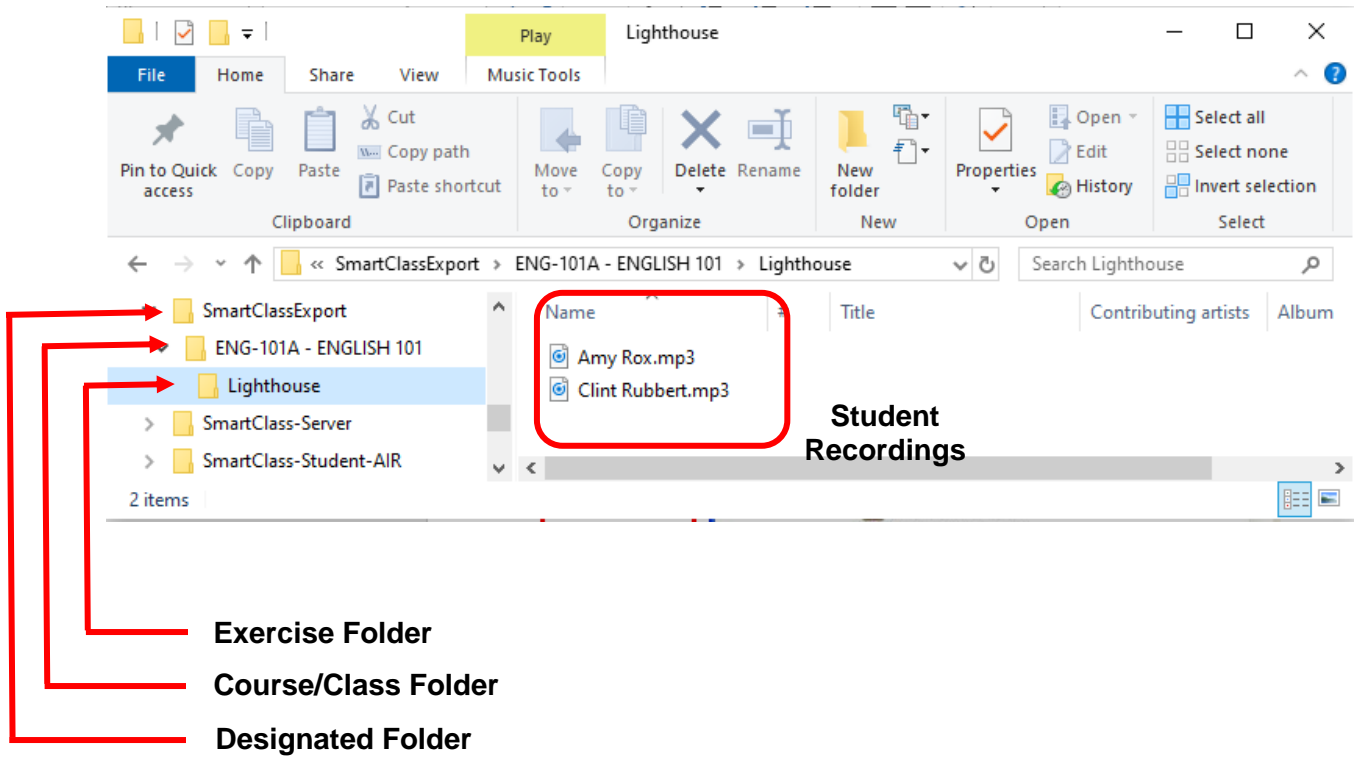 Play
Lighthouse
File
Home
Share
View
Music Tools
Pin to Quick
access
Copy
Paste
Cut
Copy path
Paste shortcut
Clipboard
Move
to
Copy
to
Delete
Rename
Organize
New
folder
New
Properties
Open
Edit
History
Open
Select all
Select none
Invert selection
Select
« SmartClassExport > ENG-101A - ENGLISH 101 > Lighthouse
Search Lighthouse
SmartClassExport
ENG-101A - ENGLISH 101
Lighthouse
SmartClass-Server
SmartClass-Student-AIR
Name
#
Title
Contributing artists
Album
Amy Rox.mp3
Clint Rubbert.mp3
Student
Recordings
2 items
Exercise Folder
Course/Class Folder
Designated Folder